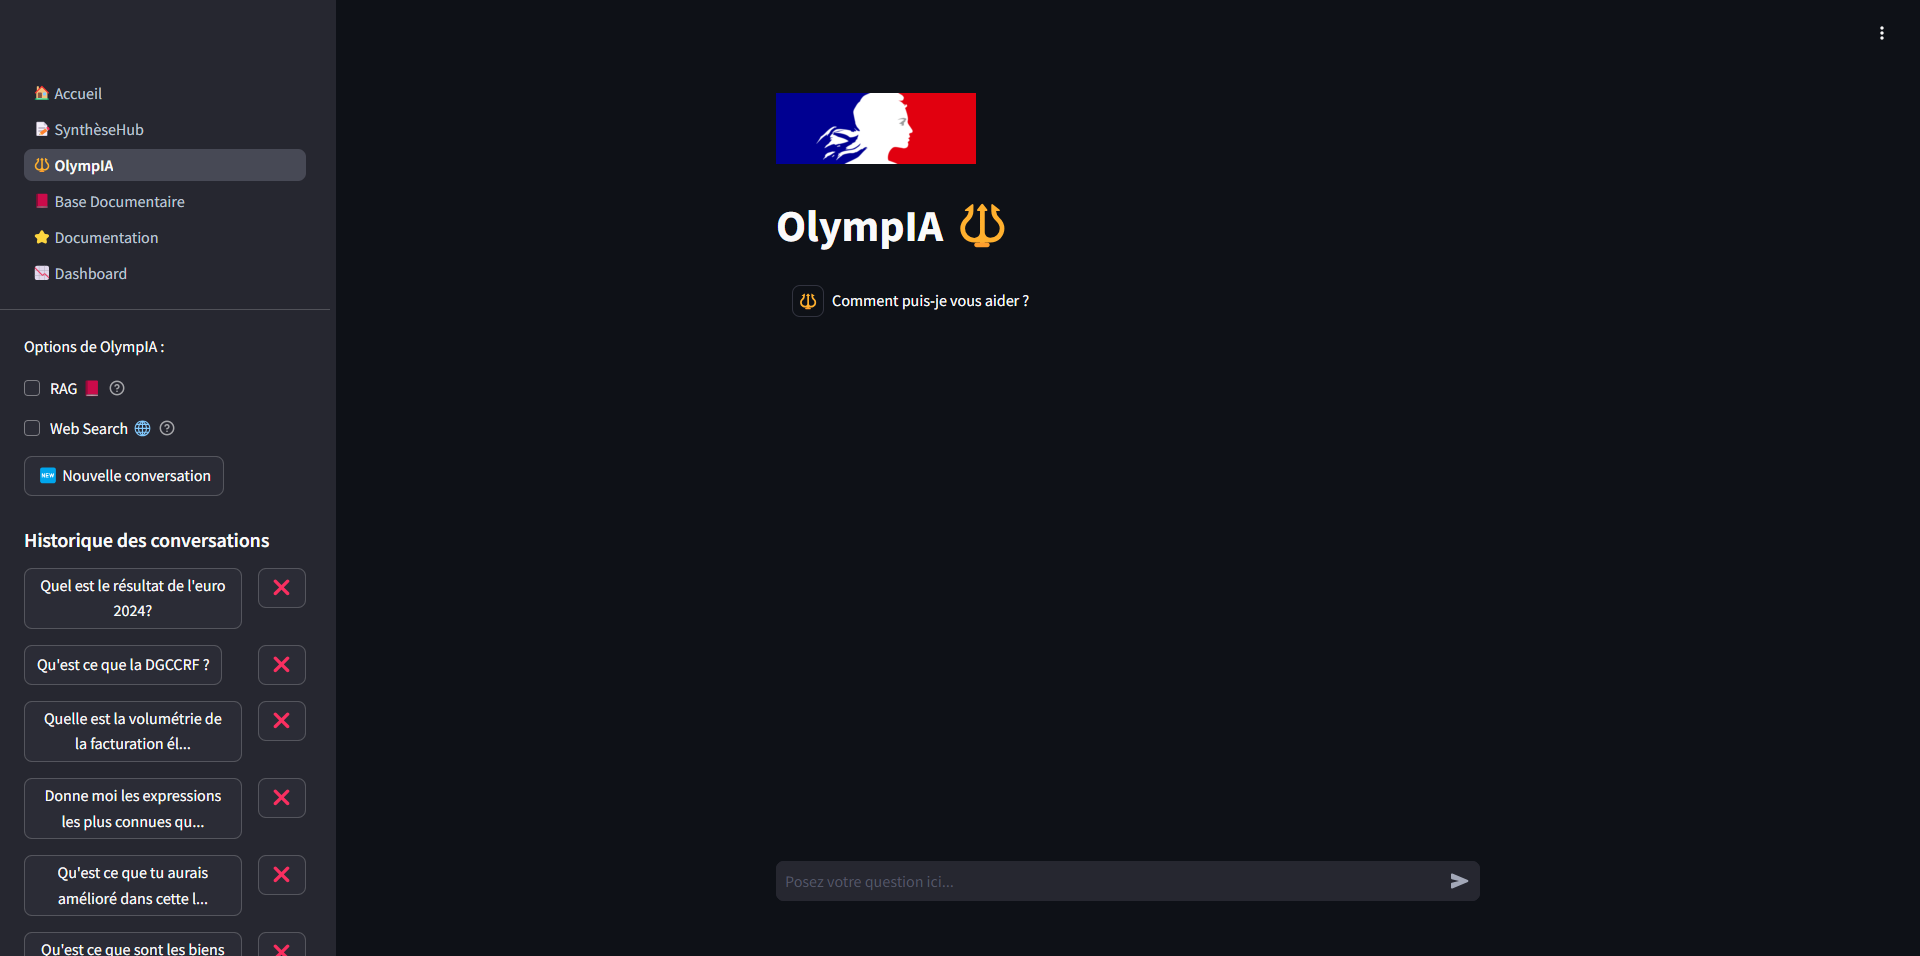 Accueil
SynthèseHub
OlympIA
Base Documentaire
Documentation
Dashboard
Options de OlympIA :
RAG
Web Search
NEW Nouvelle conversation
Historique des conversations
Quel est le résultat de l'euro
2024?
Qu'est ce que la DGCCRF ?
Quelle est la volumétrie de
la facturation él...
Donne moi les expressions
les plus connues qu...
Qu'est ce que tu aurais
amélioré dans cette l...
Qu'est ce que sont les biens
OlympIA
Comment puis-je vous aider ?
Posez votre question ici...